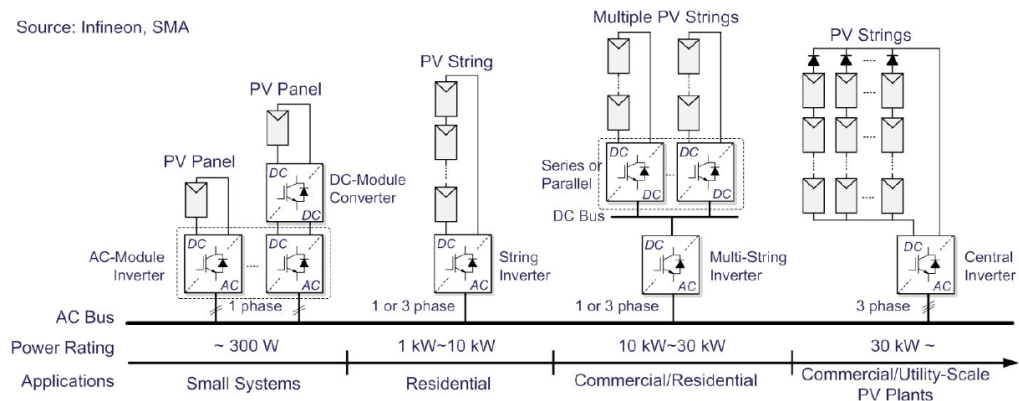 Source: Infineon, SMA
Multiple PV Strings
PV Strings
PV String
PV Panel
PV Panel
DC
DC
DC-Module
Converter
AC-Module
Inverter
DC
AC
DC
AC
1 phase
DC
AC
String
Inverter
1 or 3 phase
Series or
Parallel
DC
DC
DC
DC
DC Bus
DC
AC
Multi-String
Inverter
1 or 3 phase
DC
AC
Central
Inverter
3 phase
AC Bus
Power Rating
~ 300 W
1 kW~10 kW
10 kW~30 kW
30 kW ~
Applications
Small Systems
Residential
Commercial/Residential
Commercial/Utility-Scale
PV Plants